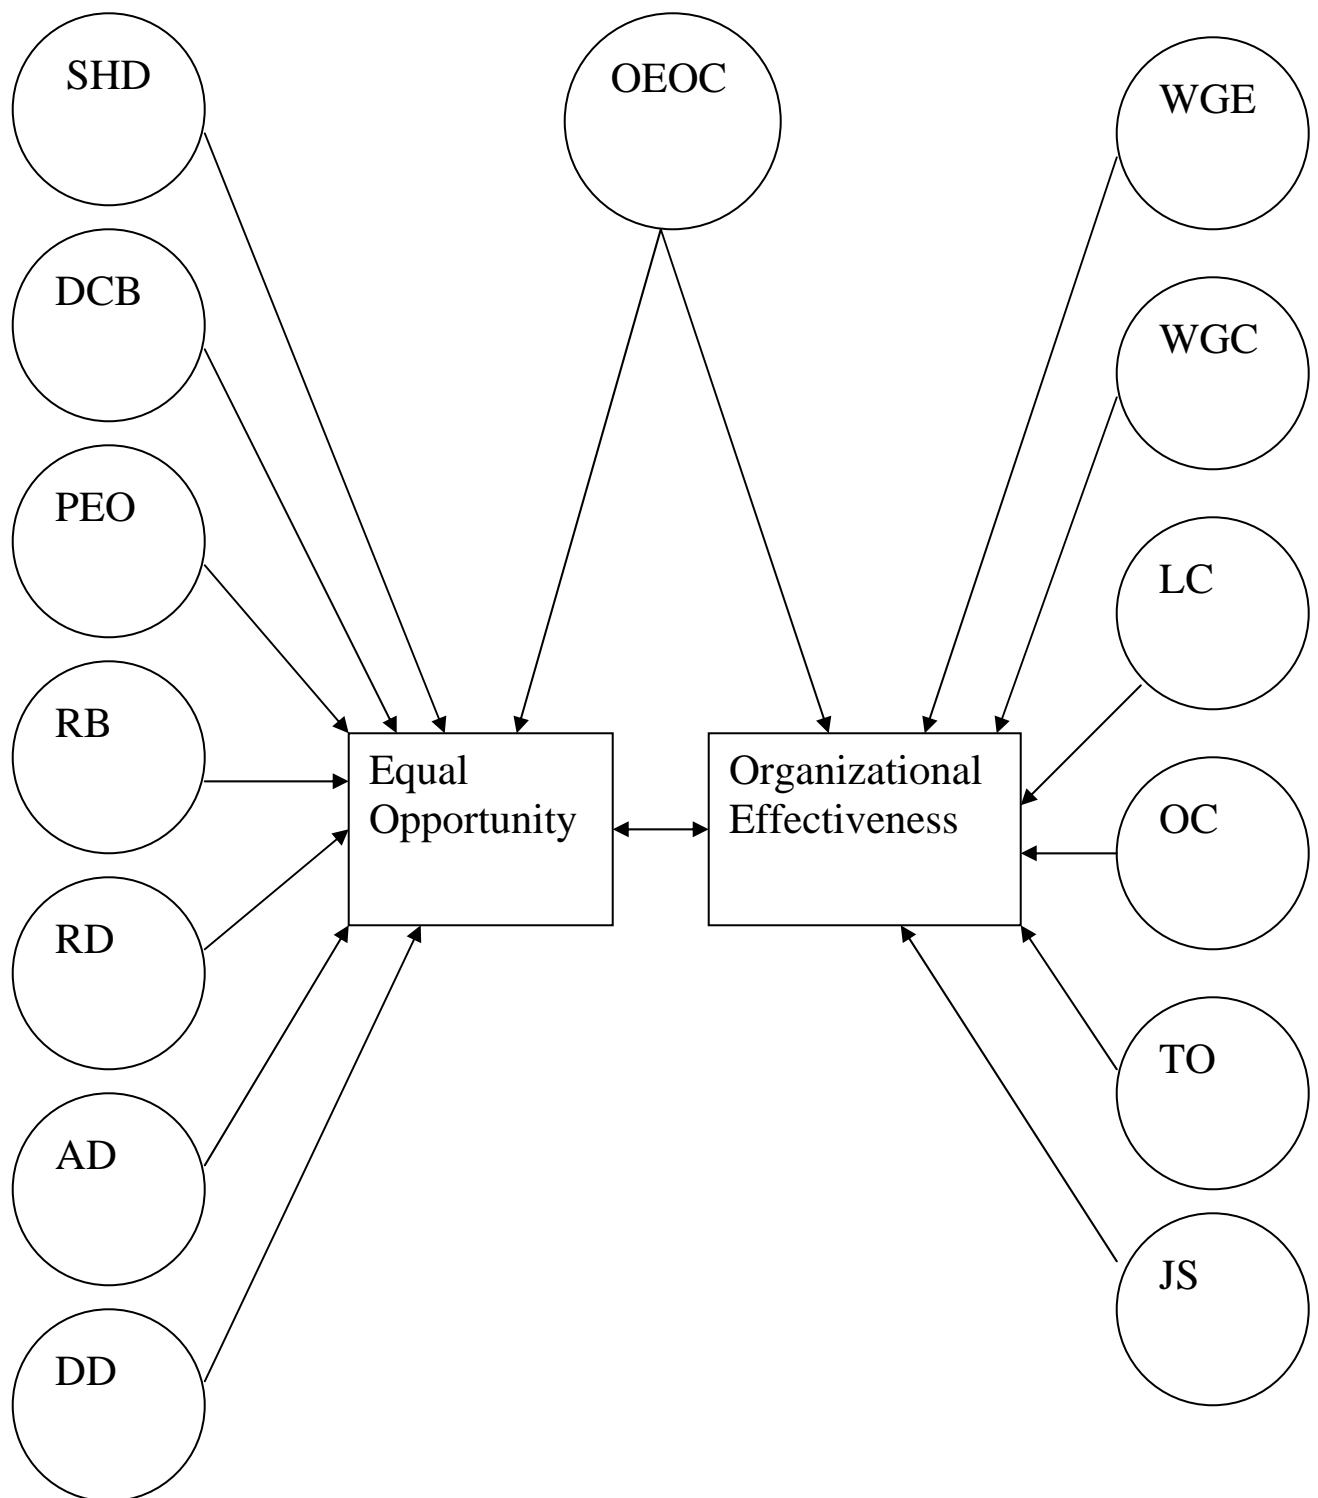 SHD
OEOC
WGE
DCB
WGC
PEO
LC
RB
Equal
Opportunity
Organizational
Effectiveness
OC
RD
TO
AD
JS
DD